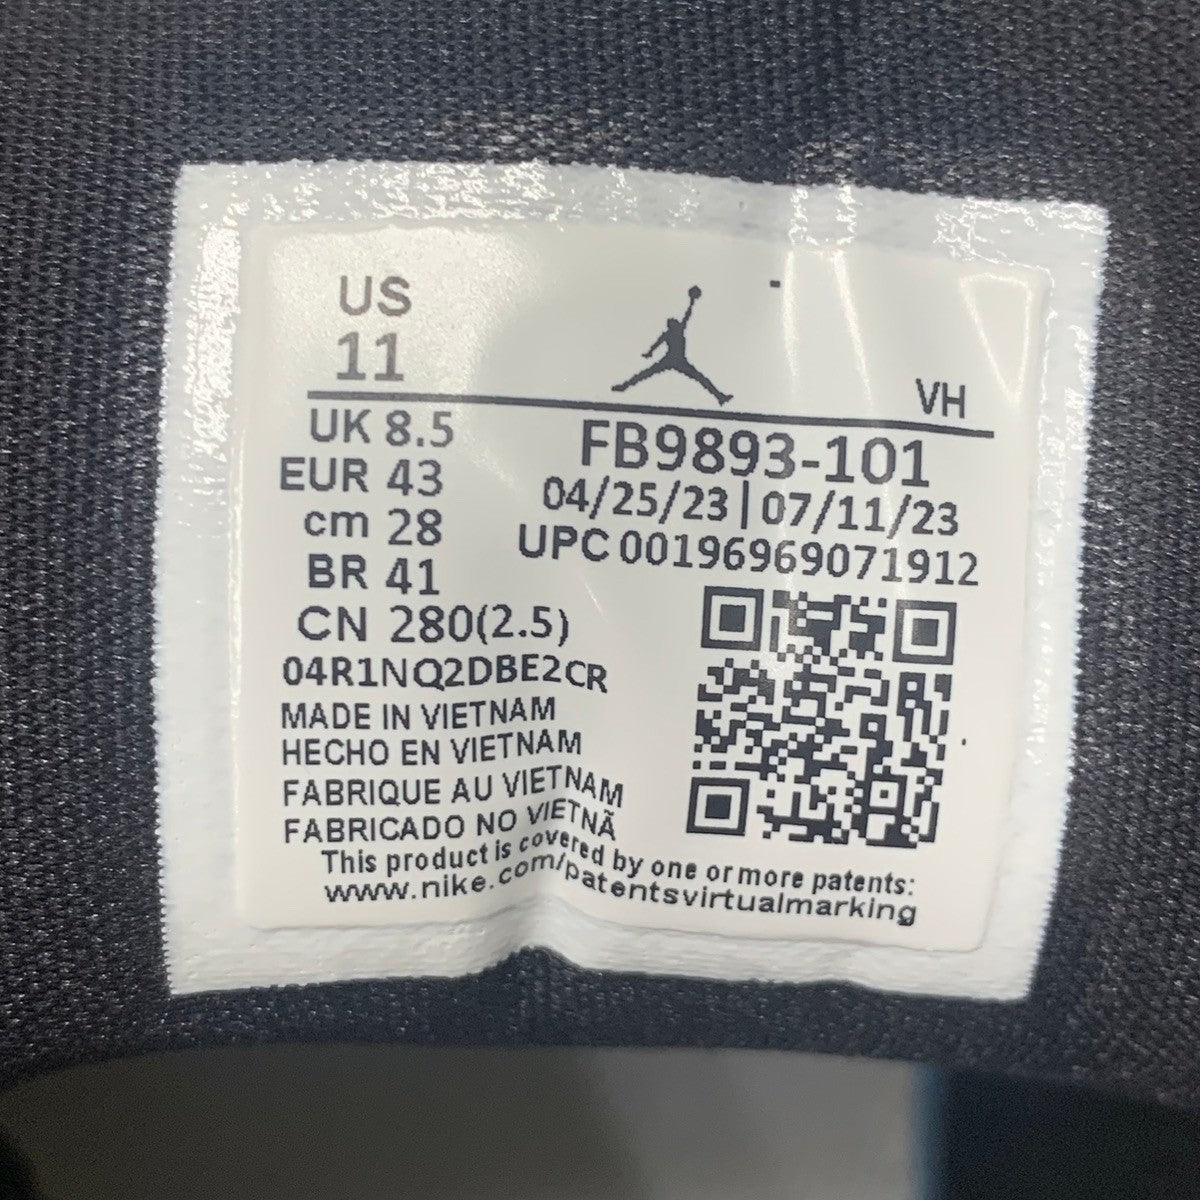 US
11
VH
UK 8.5
EUR 43
cm 28
BR 41
CN 280(2.5)
04R1NQ2DBE2CR
MADE IN VIETNAM
HECHO EN VIETNAM
FABRIQUE AU VIETNAM
FABRICADO NO VIETNÃ
FB9893-101
04/25/23|07/11/23
UPC 00196969071912
This product is covered by one or more patents:
www.nike.com/patentsvirtualmarking